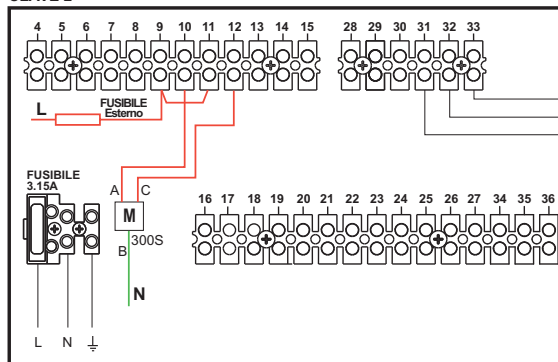 4 5 6 7 8 9 10 11 12 13 14 15 28 29 30 31 32 33
L
FUSIBILE
Esterno
FUSIBILE
3.15A
A C
M
300S
B
N
16 17 18 19 20 21 22 23 24 25 26 27 34 35 36
L N